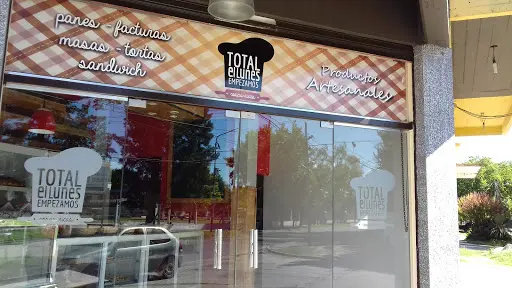 panes - facturas
masas - tortas
sandwich
TOTAL
el lunes
EMPEZAMOS
Productos
Artesanales
TOTAL
el lunes
EMPEZAMOS
TOTAL
el lunes
EMPEZAMOS